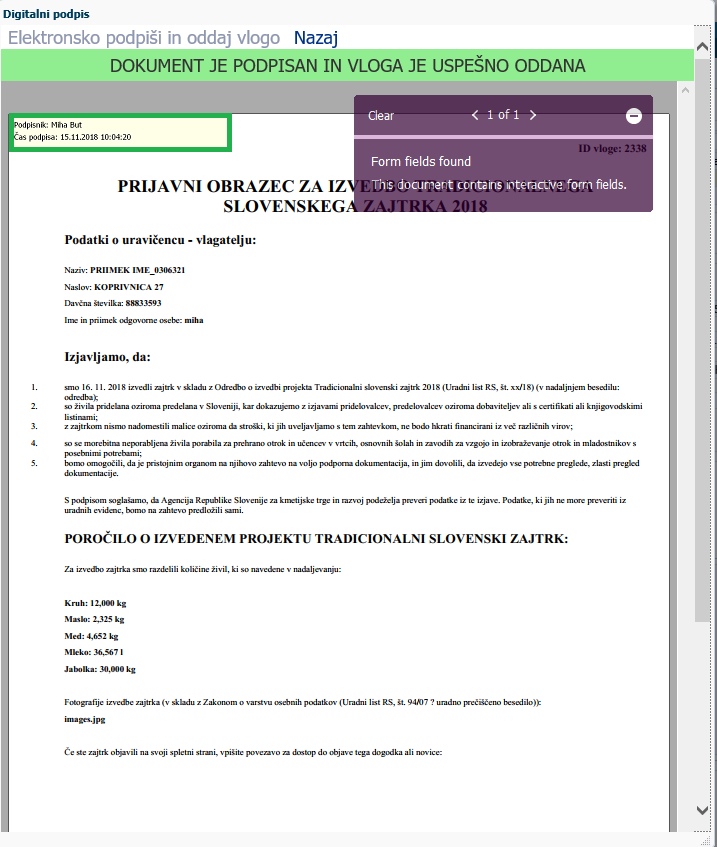 Digitalni podpis
Elektronsko podpiši in oddaj vlogo Nazaj
DOKUMENT JE PODPISAN IN VLOGA JE USPEŠNO ODDANA
Podpisnik: Miha But
Čas podpisa: 15.11.2018 10:04:20
Clear 1 of 1
ID vloge: 2338
Form fields found
This document contains interactive form fields.
PRIJAVNI OBRAZEC ZA IZVEDBO TRADICIONALNEGA
SLOVENSKEGA ZAJTRKA 2018
Podatki o uravičencu - vlagatelju:
Naziv: PRIIMEK IME_0306321
Naslov: KOPRIVNICA 27
Davčna številka: 88833593
Ime in priimek odgovorne osebe: miha
Izjavljamo, da:
1. smo 16. 11. 2018 izvedli zajtrk v skladu z Odredbo o izvedbi projekta Tradicionalni slovenski zajtrk 2018 (Uradni list RS, št. xx/18) (v nadaljnjem besedilu:
odredba);
2. so živila pridelana oziroma predelana v Sloveniji, kar dokazujemo z izjavami pridelovalcev, predelovalcev oziroma dobaviteljev ali s certifikati ali knjigovodskimi
listinami;
3. z zajtrkom nismo nadomestili malice oziroma da stroški, ki jih uveljavljamo s tem zahtevkom, ne bodo hkrati financirani iz več različnih virov;
4. so se morebitna neporabljena živila porabila za prehrano otrok in učencev v vrtcih, osnovnih šolah in zavodih za vzgojo in izobraževanje otrok in mladostnikov s
posebnimi potrebami;
5. bomo omogočili, da je pristojnim organom na njihovo zahtevo na voljo podporna dokumentacija, in jim dovolili, da izvedejo vse potrebne preglede, zlasti pregled
dokumentacije.
S podpisom soglašamo, da Agencija Republike Slovenije za kmetijske trge in razvoj podeželja preveri podatke iz te izjave. Podatke, ki jih ne more preveriti iz
uradnih evidenc, bomo na zahtevo predložili sami.
POROČILO O IZVEDENEM PROJEKTU TRADICIONALNI SLOVENSKI ZAJTRK:
Za izvedbo zajtrka smo razdelili količine živil, ki so navedene v nadaljevanju:
Kruh: 12,000 kg
Maslo: 2,325 kg
Med: 4,652 kg
Mleko: 36,567 l
Jabolka: 30,000 kg
Fotografije izvedbe zajtrka (v skladu z Zakonom o varstvu osebnih podatkov (Uradni list RS, št. 94/07 ? uradno prečiščeno besedilo)):
images.jpg
Če ste zajtrk objavili na svoji spletni strani, vpišite povezavo za dostop do objave tega dogodka ali novice: